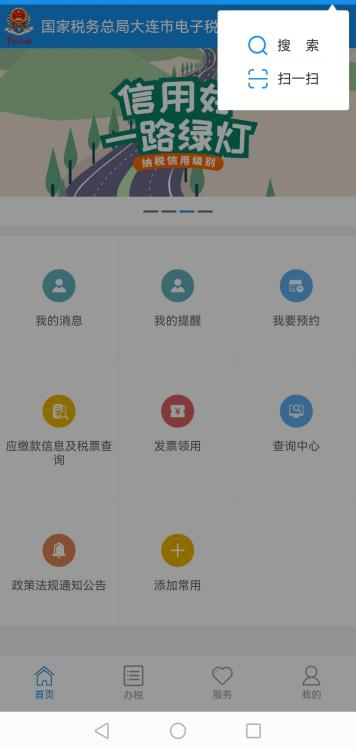 国家税务总局大连市电子税
搜 索
扫一扫
信用好
一路绿灯
纳税信用级别
我的消息
我的提醒
我要预约
应缴款信息及税票查
询
发票领用
查询中心
政策法规通知公告
添加常用
首页
办税
服务
我的